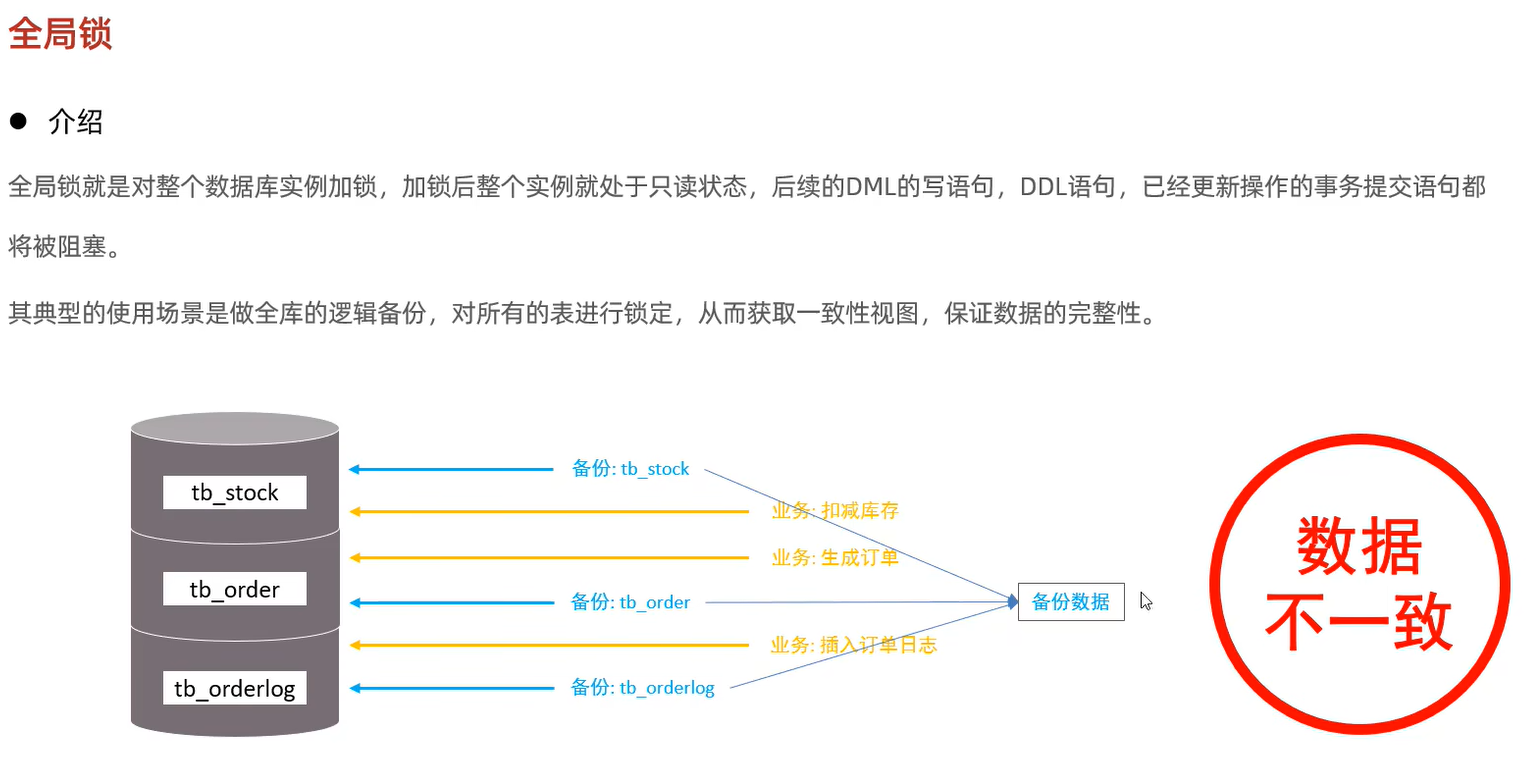 全局锁
● 介绍
全局锁就是对整个数据库实例加锁，加锁后整个实例就处于只读状态，后续的DML的写语句，DDL语句，已经更新操作的事务提交语句都
将被阻塞。
其典型的使用场景是做全库的逻辑备份，对所有的表进行锁定，从而获取一致性视图，保证数据的完整性。
tb_stock
tb_order
tb_orderlog
备份: tb_stock
业务: 扣减库存
业务: 生成订单
备份: tb_order
业务: 插入订单日志
备份: tb_orderlog
备份数据
数据
不一致